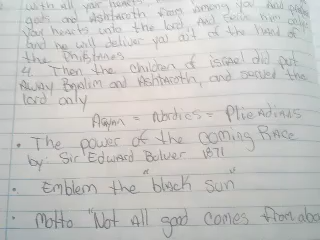 with all your hearts
gods and Ashtaroth from among you and
your hearts unto the lord and serve him only
and he will deliver you out of the hand of
the Philistines
4. Then the children of israel did put
Away Baalim and Ashtaroth, and served the
lord only
Aryan = Nordics = Plieadians
• The power of the coming Race
by Sir Edward Bulwer 1871
• Emblem the "black sun"
• Motto "Not All good comes from abo